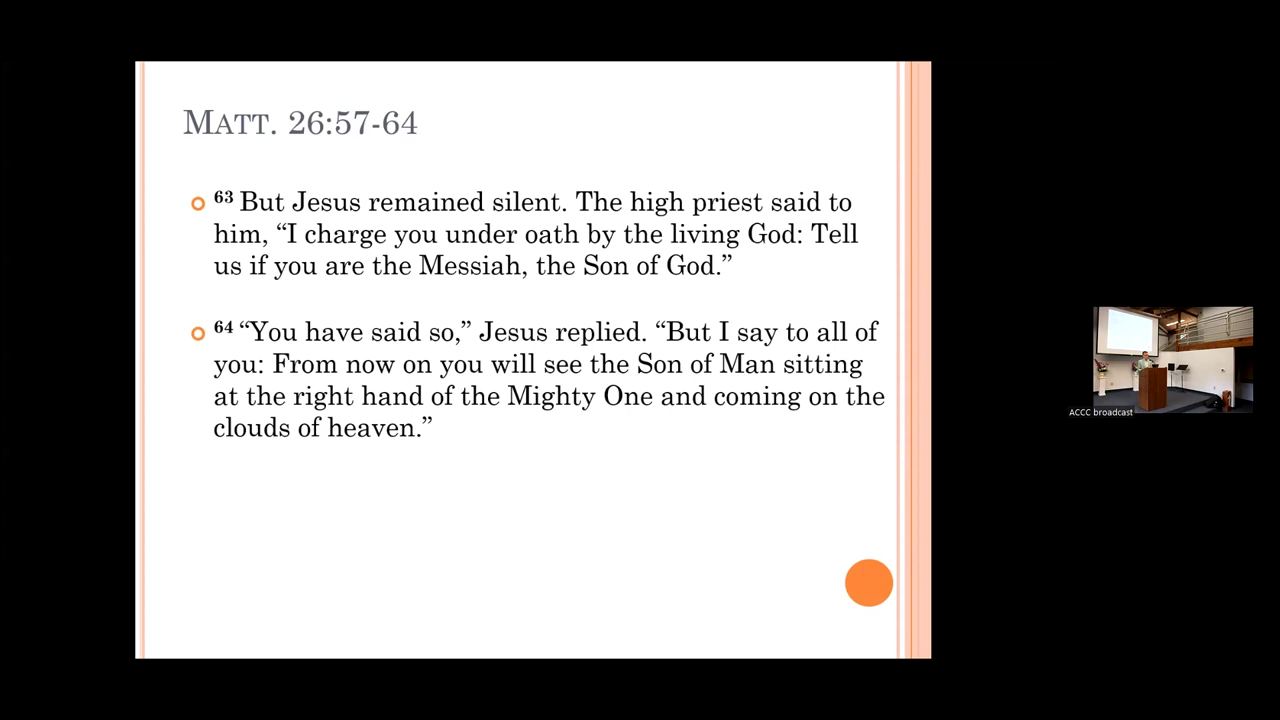 MATT. 26:57-64
63 But Jesus remained silent. The high priest said to
him, “I charge you under oath by the living God: Tell
us if you are the Messiah, the Son of God.”
64 “You have said so,” Jesus replied. “But I say to all of
you: From now on you will see the Son of Man sitting
at the right hand of the Mighty One and coming on the
clouds of heaven.”
ACCC broadcast